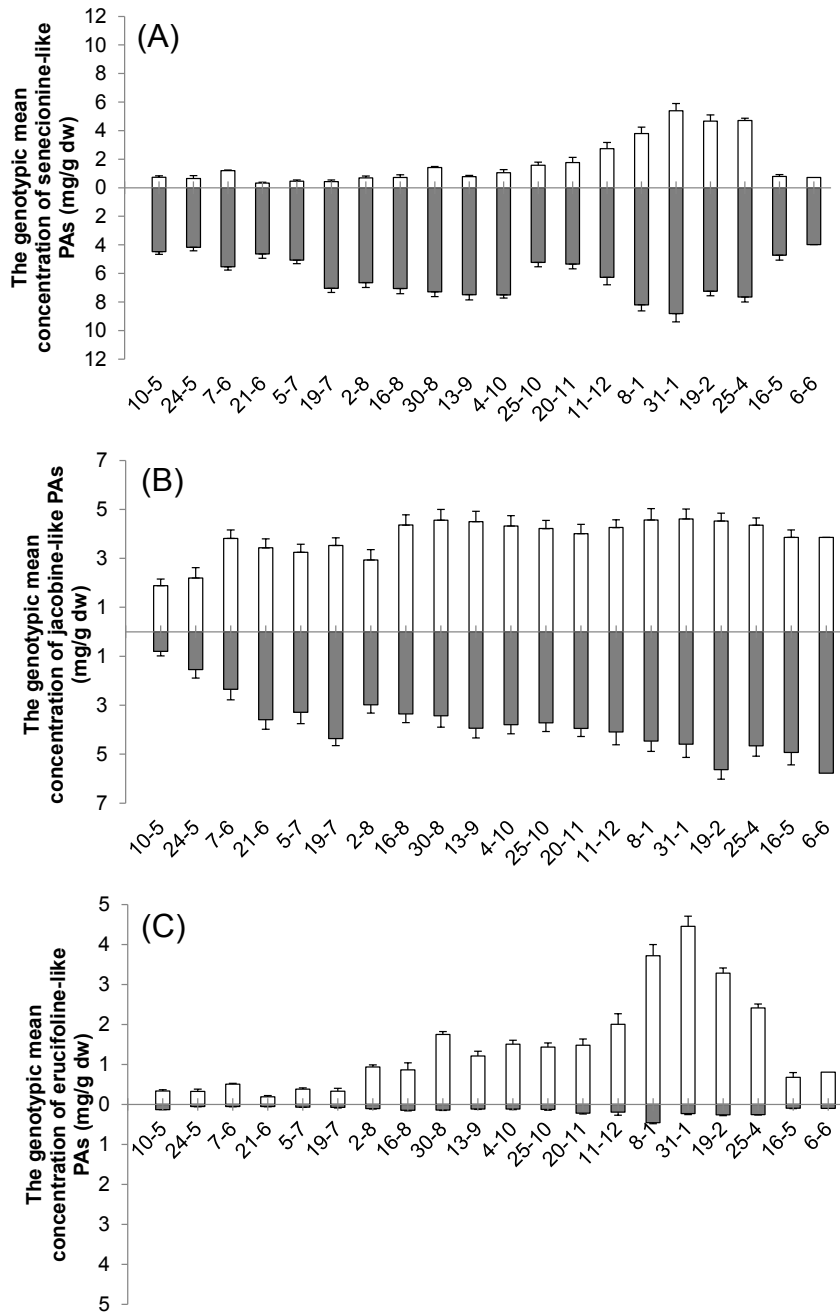 (A)
The genotypic mean
concentration of senecionine-like
PAs (mg/g dw)
12
10
8
6
4
2
0
2
4
6
8
10
12
10-5 24-5 7-6 21-6 5-7 19-7 2-8 16-8 30-8 13-9 4-10 25-10 20-11 11-12 8-1 31-1 19-2 25-4 16-5 6-6
(B)
The genotypic mean
concentration of jacobine-like PAs
(mg/g dw)
7
5
3
1
1
3
5
7
10-5 24-5 7-6 21-6 5-7 19-7 2-8 16-8 30-8 13-9 4-10 25-10 20-11 11-12 8-1 31-1 19-2 25-4 16-5 6-6
(C)
The genotypic mean
concentration of erucifoline-like
PAs (mg/g dw)
5
4
3
2
1
0
1
2
3
4
5
10-5 24-5 7-6 21-6 5-7 19-7 2-8 16-8 30-8 13-9 4-10 25-10 20-11 11-12 8-1 31-1 19-2 25-4 16-5 6-6